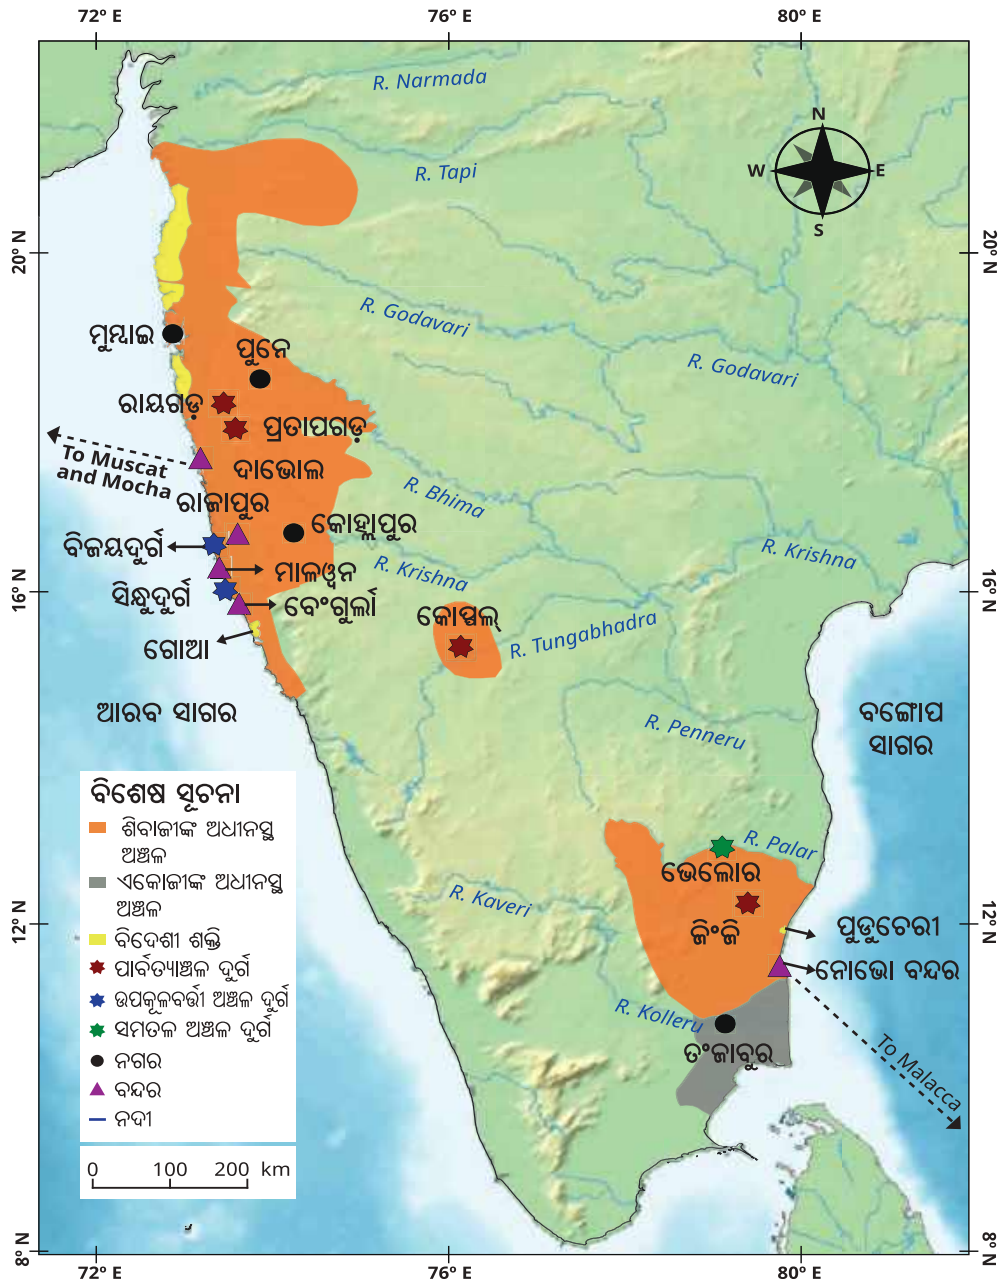 72° E
76° E
80° E
R. Narmada
N
W
E
S
R. Tapi
20° N
20° N
R. Godavari
ମୁମ୍ବାଇ
ପୁନେ
R. Godavari
ରାୟଗଡ଼
ପ୍ରତାପଗଡ଼
To Muscat
and Mocha
ଦାଭୋଲ
ରାଜାପୁର
R. Bhima
କୋହ୍ଲାପୁର
ବିଜୟଦୁର୍ଗ
R. Krishna
R. Krishna
ମାଲୱନ
ସିନ୍ଧୁଦୁର୍ଗ
ବେଂଗୁର୍ଲା
16° N
16° N
କୋପ୍ପଲ୍
R. Tungabhadra
ଗୋଆ
ଆରବ ସାଗର
ବଙ୍ଗୋପ
ସାଗର
R. Penneru
ବିଶେଷ ସୂଚନା
ଶିବାଜୀଙ୍କ ଅଧୀନସ୍ଥ
ଅଞ୍ଚଳ
ଏକୋଜୀଙ୍କ ଅଧୀନସ୍ଥ
ଅଞ୍ଚଳ
ବିଦେଶୀ ଶକ୍ତି
ପାର୍ବତ୍ୟାଞ୍ଚଳ ଦୁର୍ଗ
ଉପକୂଳବର୍ତ୍ତୀ ଅଞ୍ଚଳ ଦୁର୍ଗ
ସମତଳ ଅଞ୍ଚଳ ଦୁର୍ଗ
ନଗର
ବନ୍ଦର
ନଦୀ
0 100 200 km
R. Palar
ଭେଲୋର
R. Kaveri
ଜିଂଜି
12° N
12° N
ପୁଡୁଚେରୀ
ନୋଭୋ ବନ୍ଦର
R. Kolleru
ତଂଜାବୁର
To Malacca
8° N
8° N
72° E
76° E
80° E